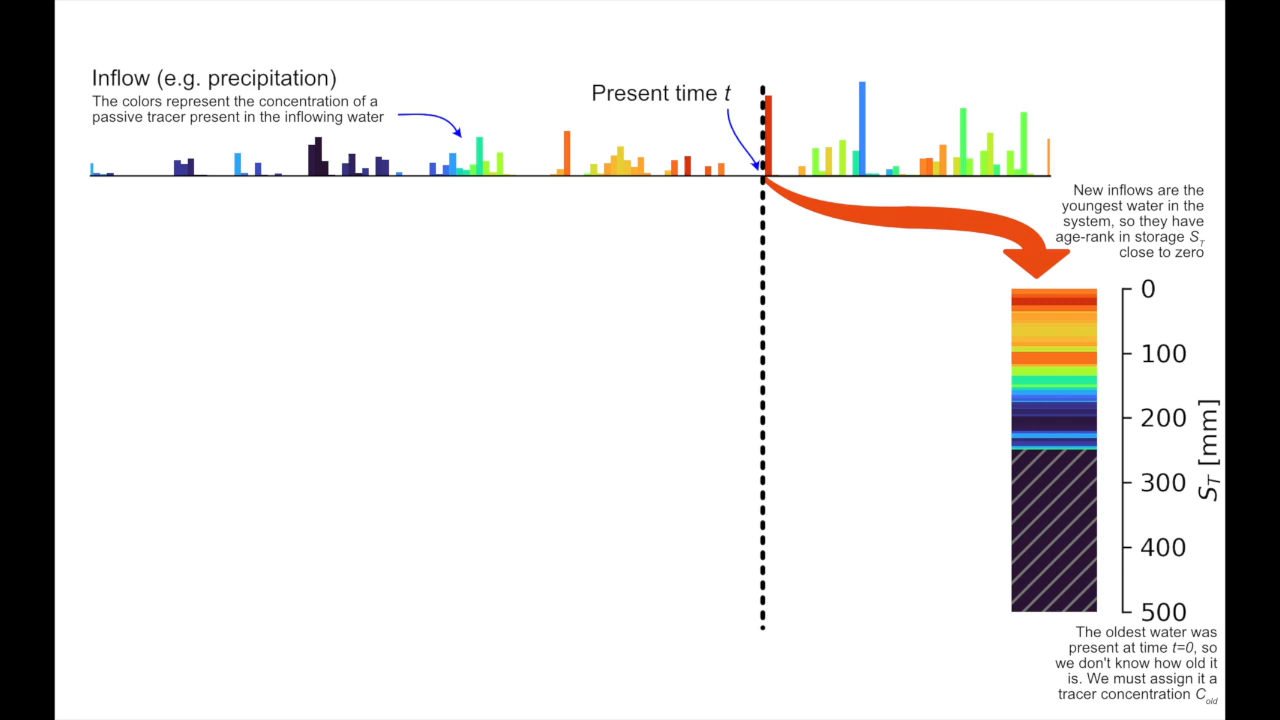 Inflow (e.g. precipitation)
The colors represent the concentration of a
passive tracer present in the inflowing water
Present time t
New inflows are the
youngest water in the
system, so they have
age-rank in storage S_T
close to zero
0
100
200
300
400
500
S_T [mm]
The oldest water was
present at time t=0, so
we don't know how old it
is. We must assign it a
tracer concentration C_old